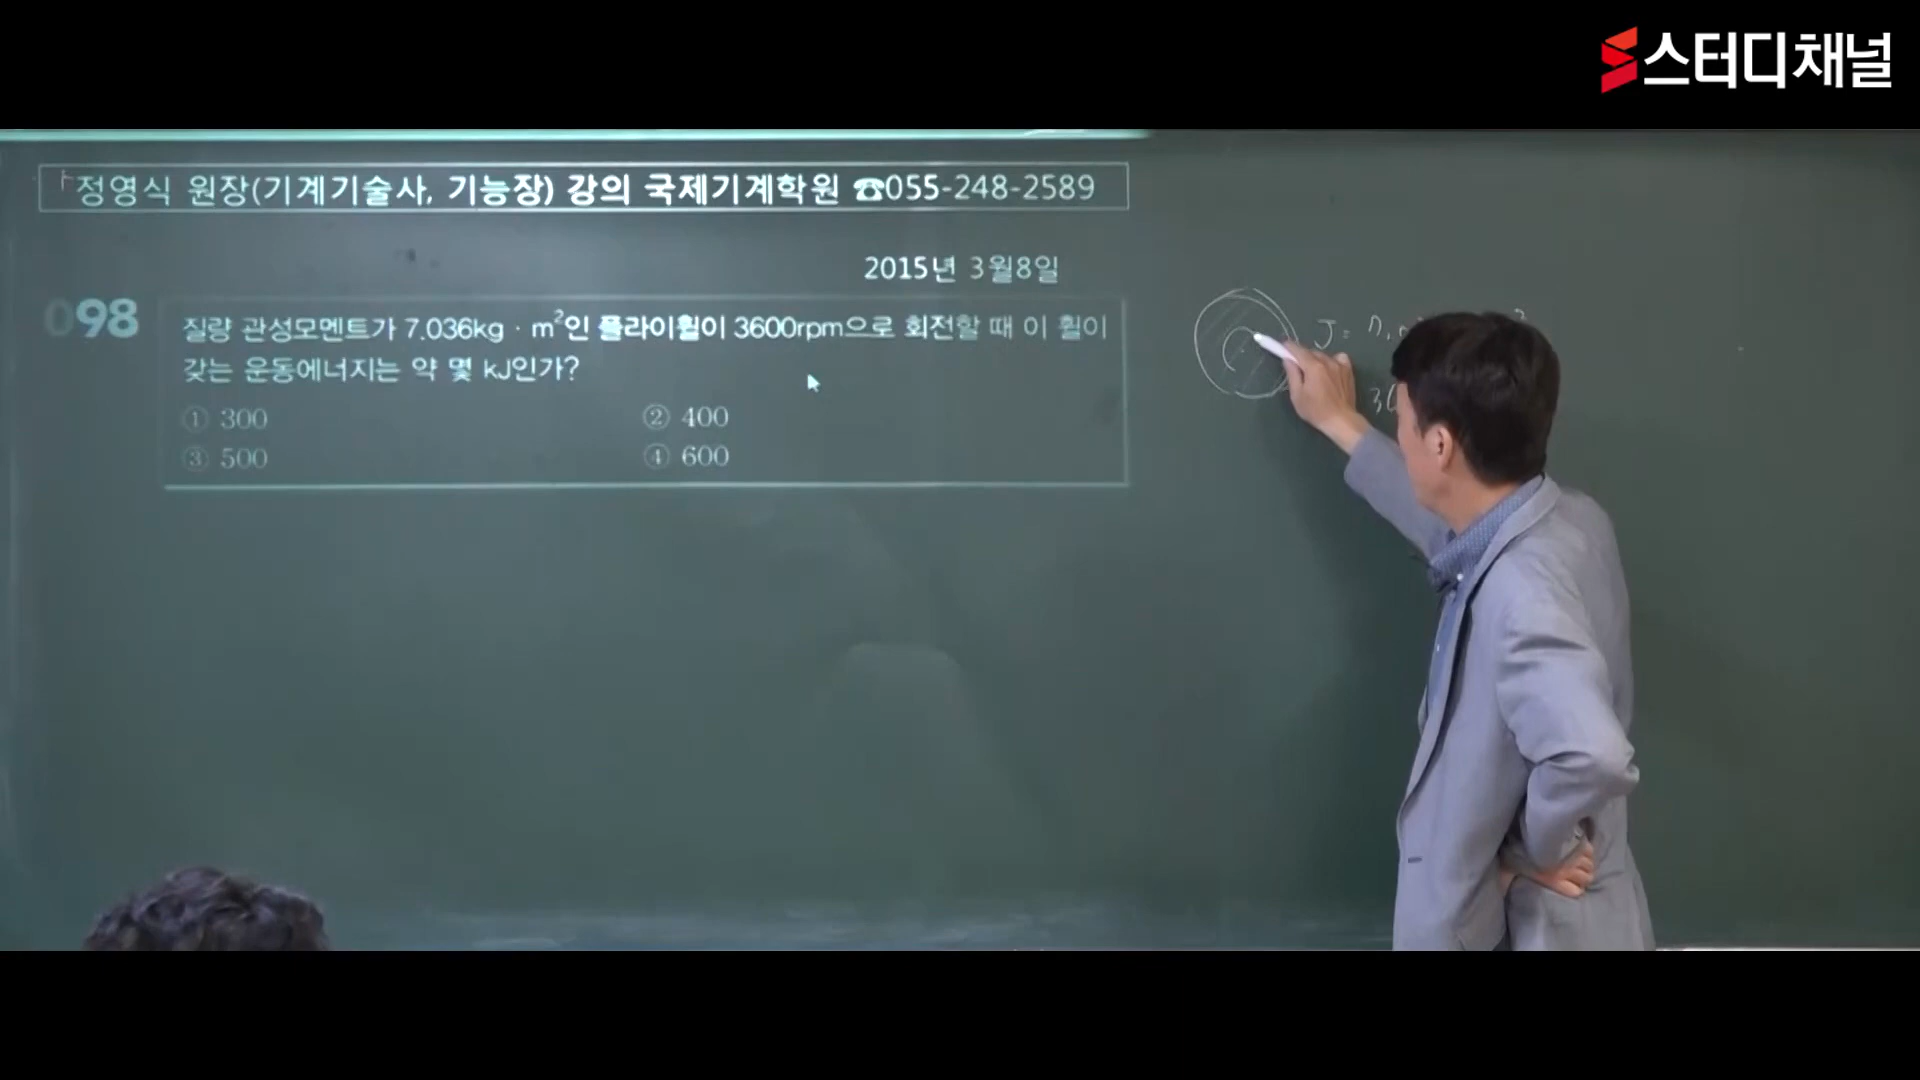 스터디채널
정영식 원장(기계기술사, 기능장) 강의 국제기계학원 ☎055-248-2589
2015년 3월8일
098 질량 관성모멘트가 7.036kg · m²인 플라이휠이 3600rpm으로 회전할 때 이 휠이
갖는 운동에너지는 약 몇 kJ인가?
① 300 ② 400
③ 500 ④ 600
J =